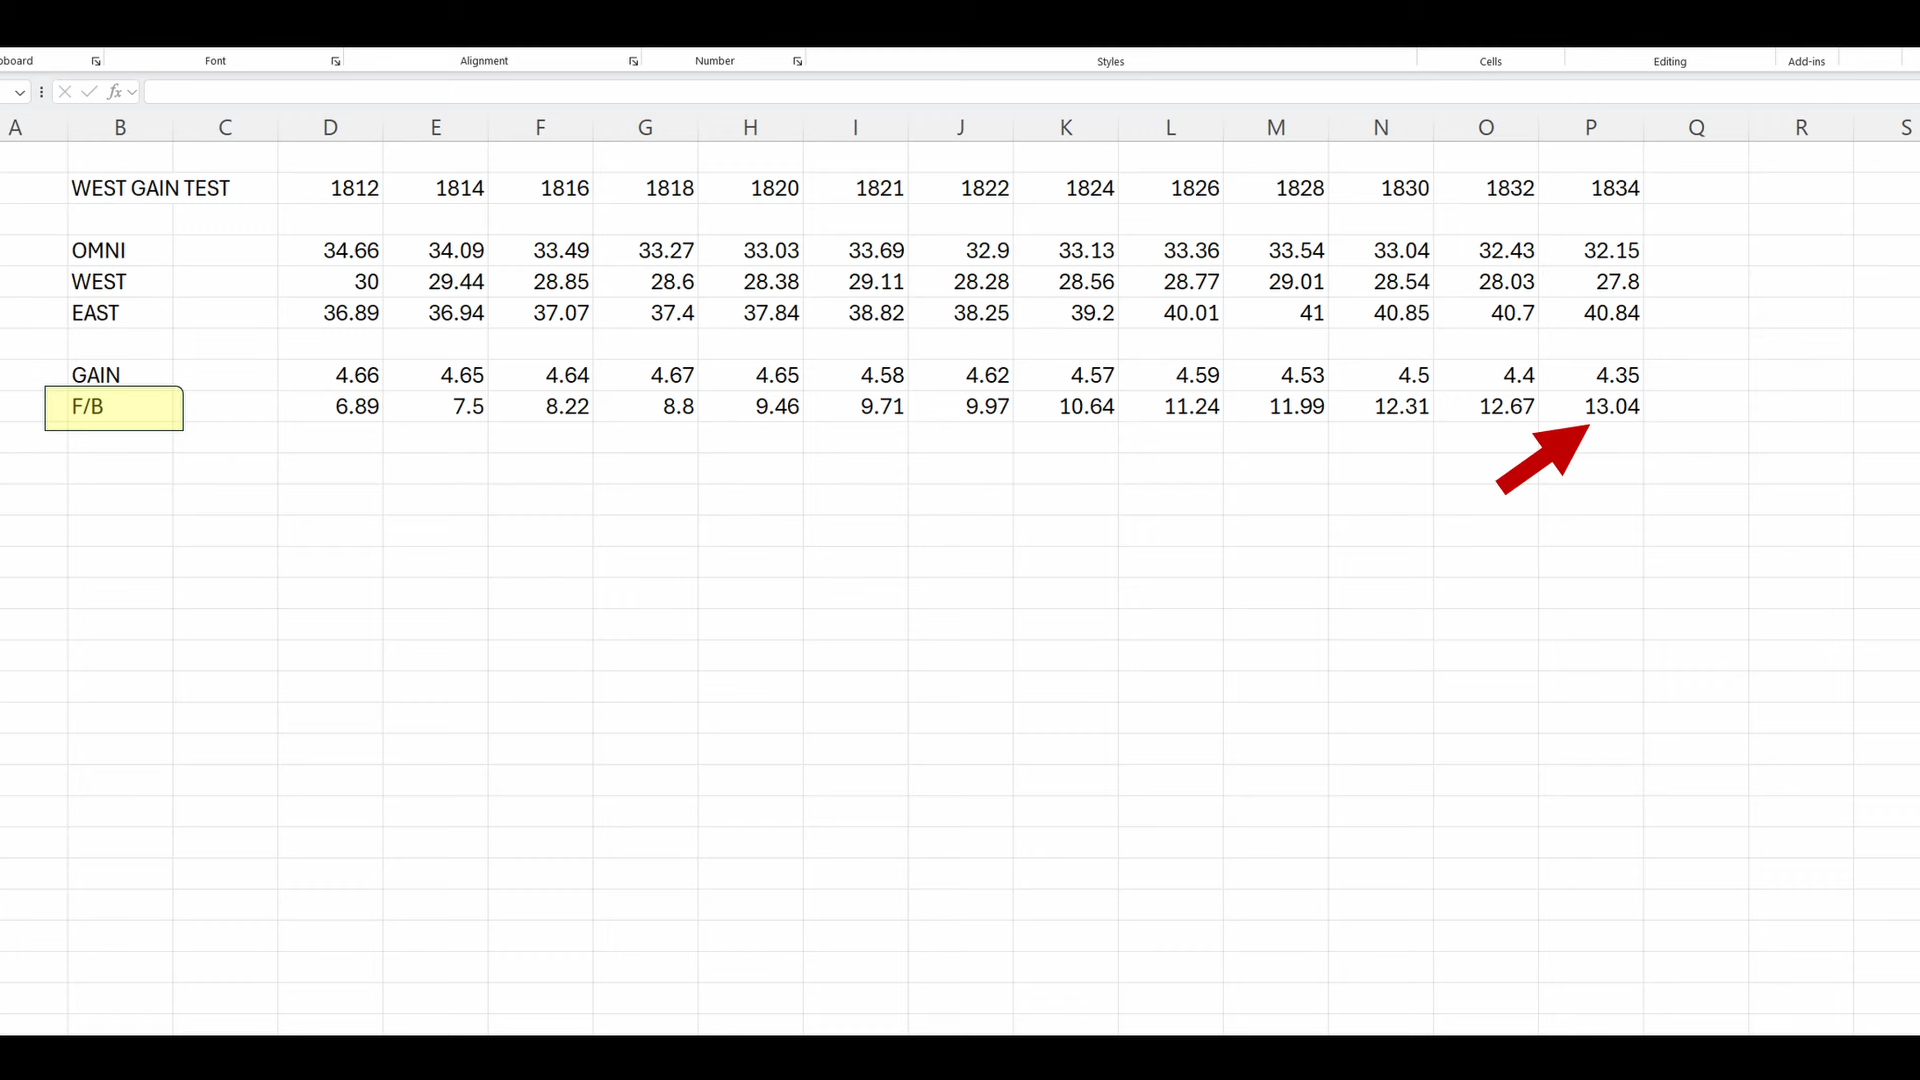 board Font Alignment Number Styles Cells Editing Add-ins
fx
A B C D E F G H I J K L M N O P Q R S
WEST GAIN TEST 1812 1814 1816 1818 1820 1821 1822 1824 1826 1828 1830 1832 1834
OMNI 34.66 34.09 33.49 33.27 33.03 33.69 32.9 33.13 33.36 33.54 33.04 32.43 32.15
WEST 30 29.44 28.85 28.6 28.38 29.11 28.28 28.56 28.77 29.01 28.54 28.03 27.8
EAST 36.89 36.94 37.07 37.4 37.84 38.82 38.25 39.2 40.01 41 40.85 40.7 40.84
GAIN 4.66 4.65 4.64 4.67 4.65 4.58 4.62 4.57 4.59 4.53 4.5 4.4 4.35
F/B 6.89 7.5 8.22 8.8 9.46 9.71 9.97 10.64 11.24 11.99 12.31 12.67 13.04